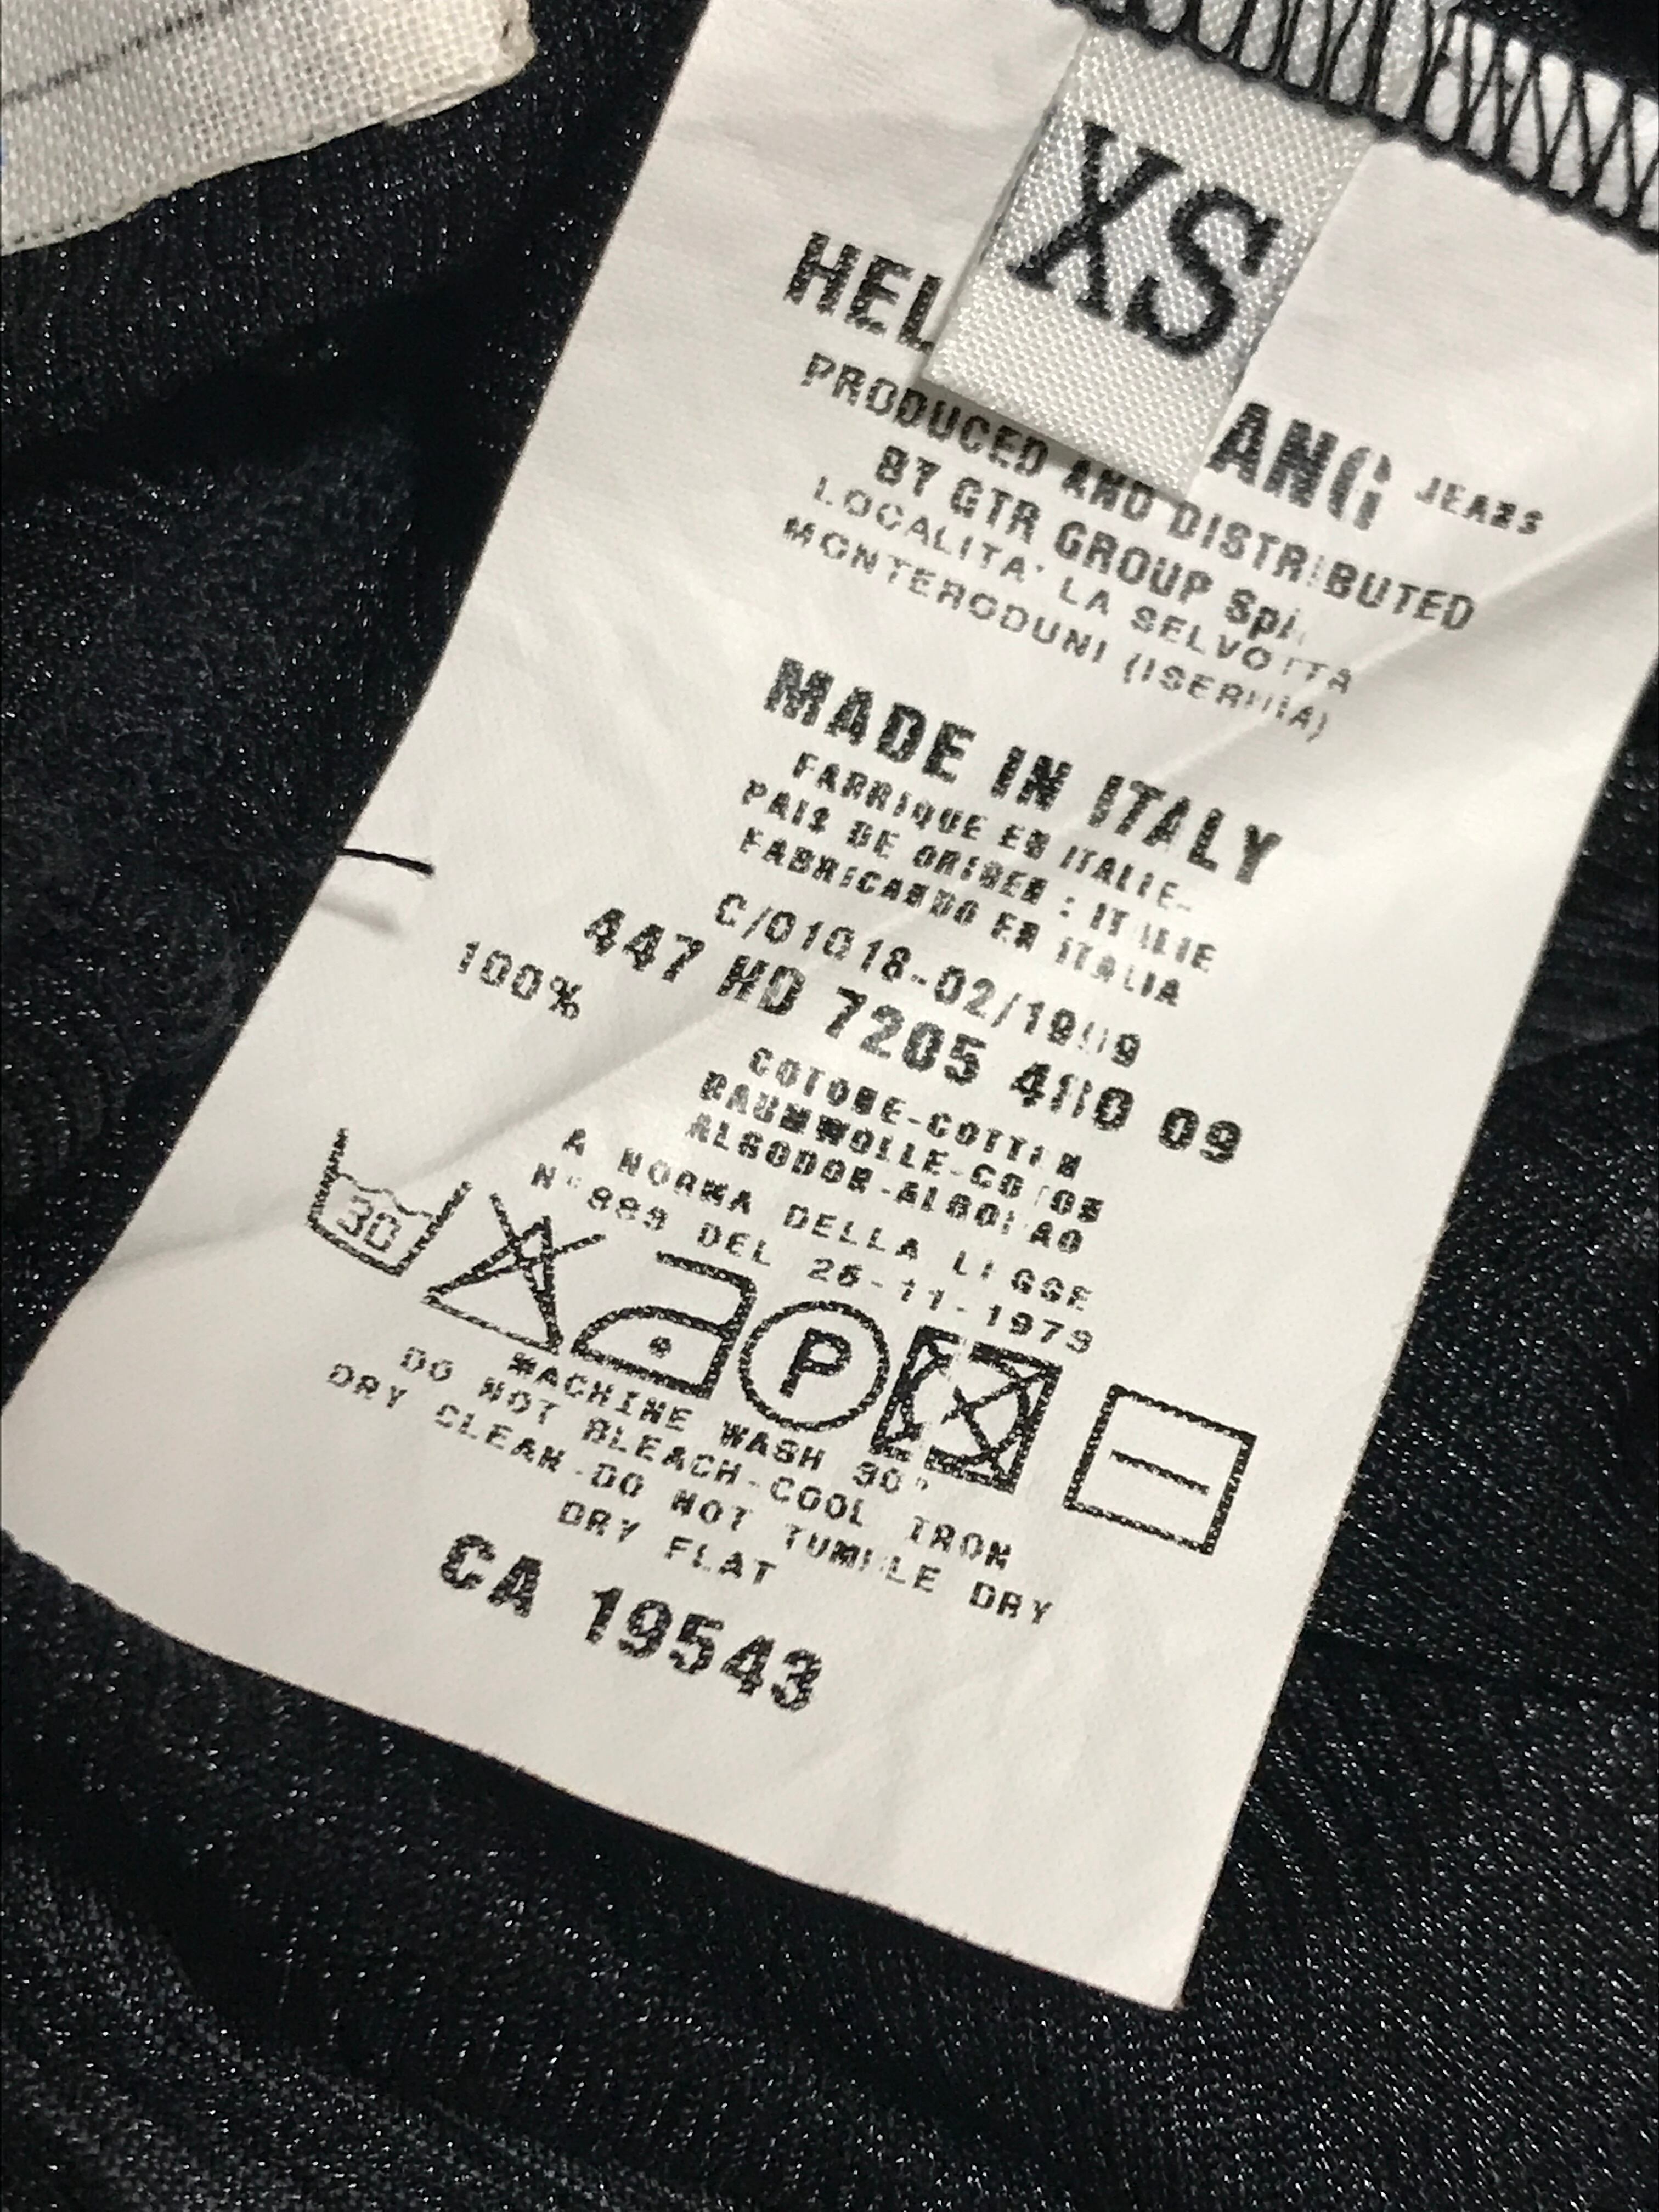 XS
HEL ANG JEANS
PRODUCED AND DISTRIBUTED
BY GTR GROUP SpA
LOCALITA' LA SELVOTTA
MONTERODUNI (ISERNIA)
MADE IN ITALY
FABRIQUE EN ITALIE-
PAIS DE ORIGEN : ITALIE
FABRICANDO EN ITALIA
C/01018-02/1999
447 HD 7205 480 09
100%
COTONE-COTTEN
BAUMWOLLE-COTON
ALGODON-ALGODAO
A NORMA DELLA LEGGE
N°883 DEL 26-11-1973
30
P
MACHINE WASH 30°
DO NOT BLEACH-COOL IRON
DRY CLEAN-DO NOT TUMBLE DRY
DRY FLAT
CA 19543